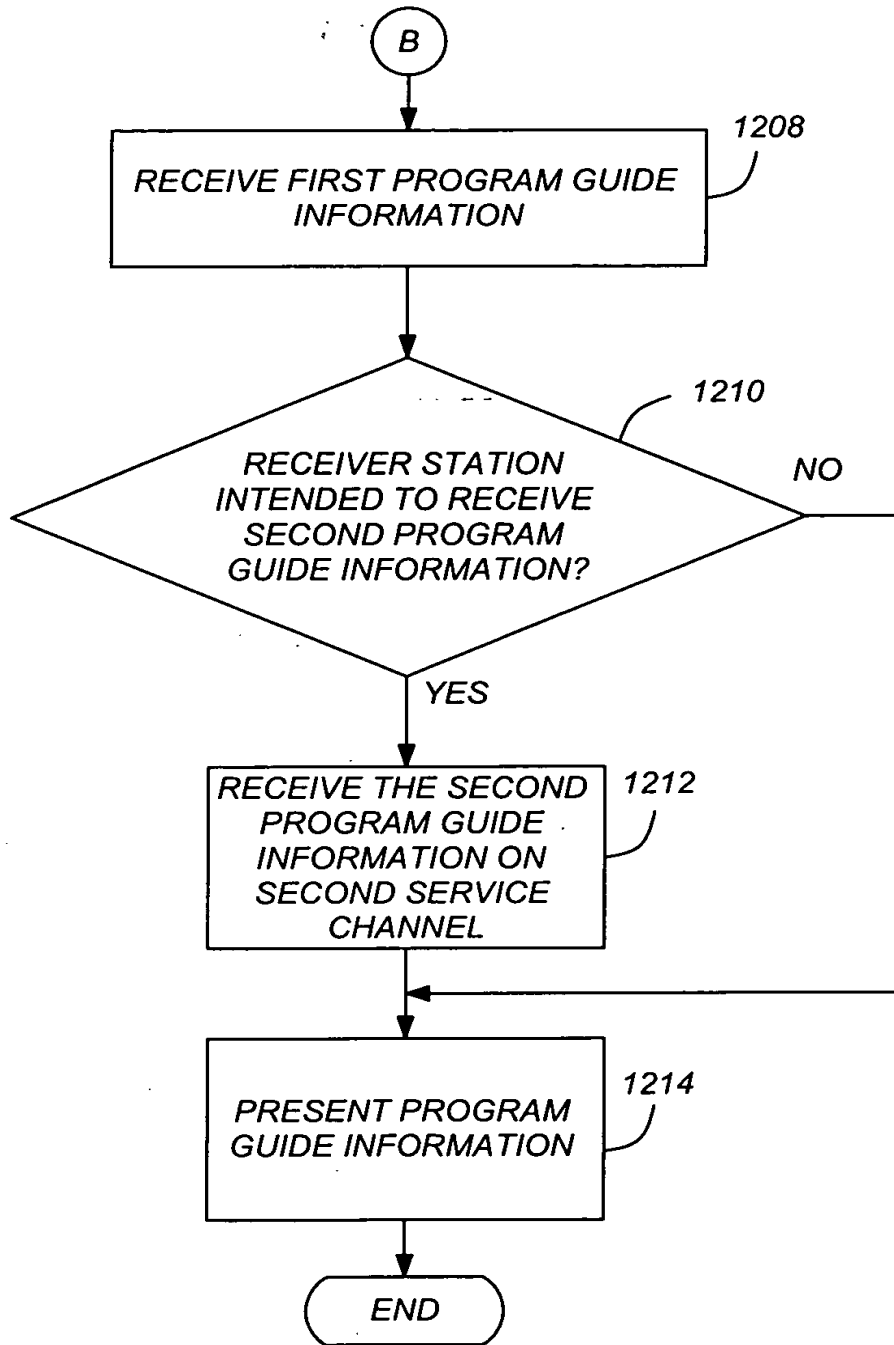 B
1208
RECEIVE FIRST PROGRAM GUIDE
INFORMATION
1210
RECEIVER STATION
INTENDED TO RECEIVE
SECOND PROGRAM
GUIDE INFORMATION?
NO
YES
RECEIVE THE SECOND
PROGRAM GUIDE
INFORMATION ON
SECOND SERVICE
CHANNEL
1212
PRESENT PROGRAM
GUIDE INFORMATION
1214
END